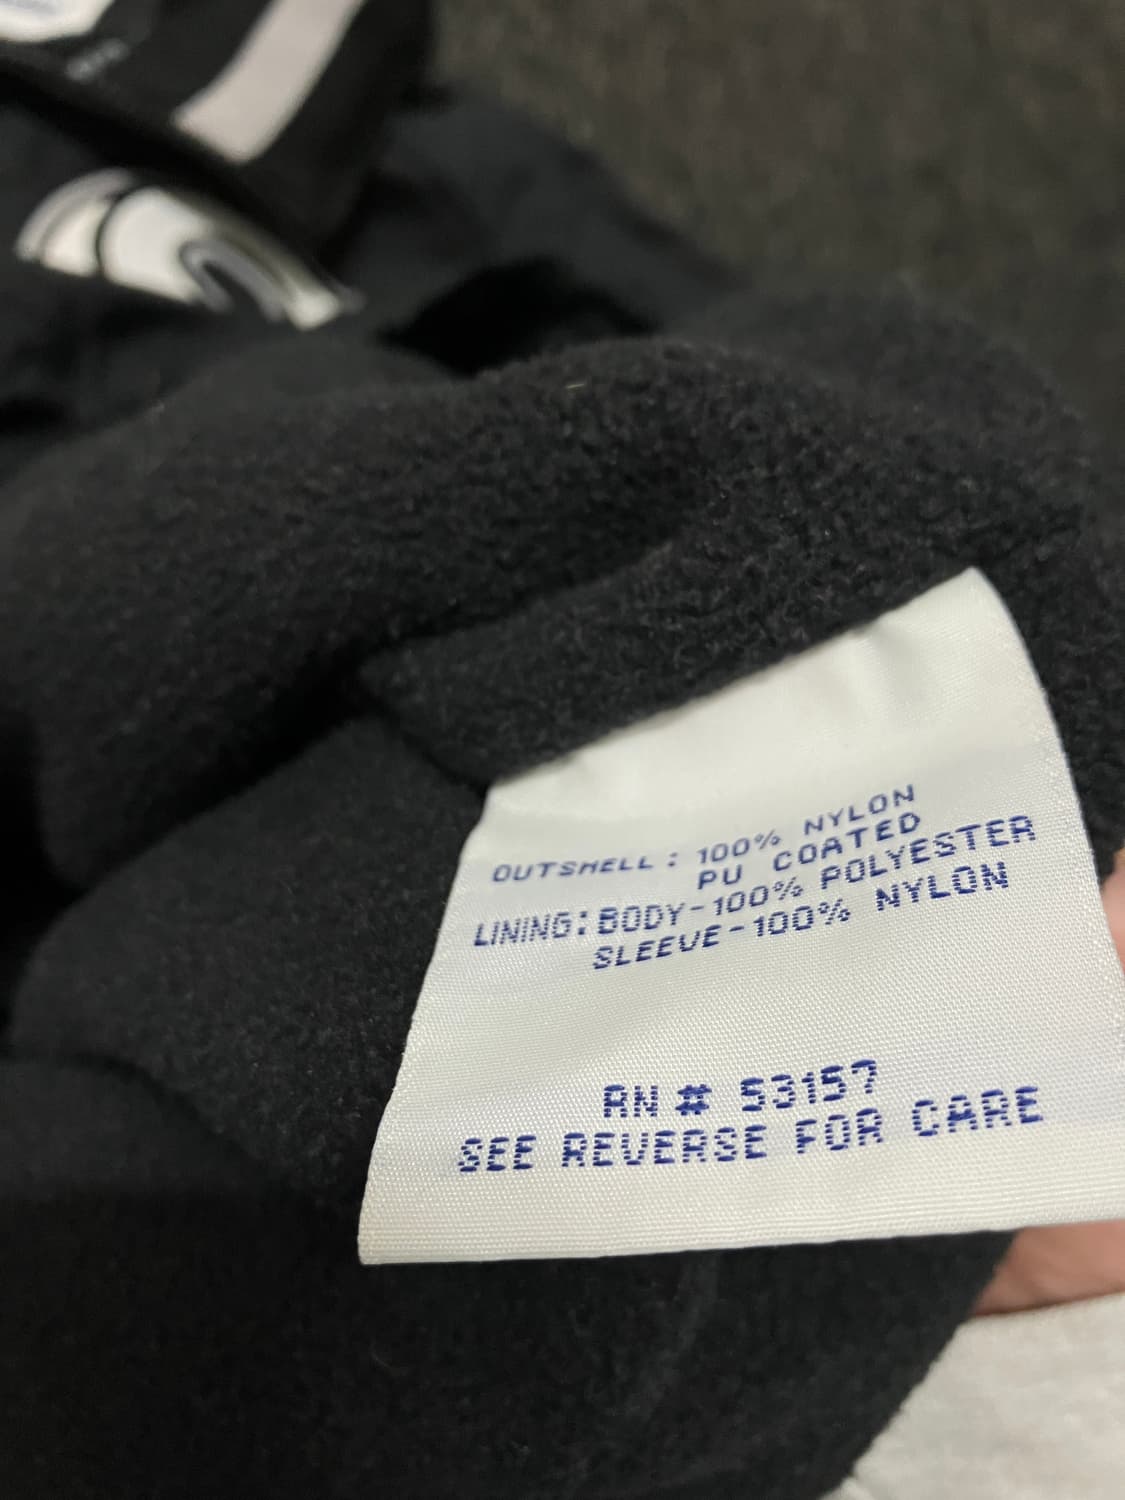 OUTSHELL: 100% NYLON
PU COATED
LINING: BODY-100% POLYESTER
SLEEVE-100% NYLON
RN # 53157
SEE REVERSE FOR CARE